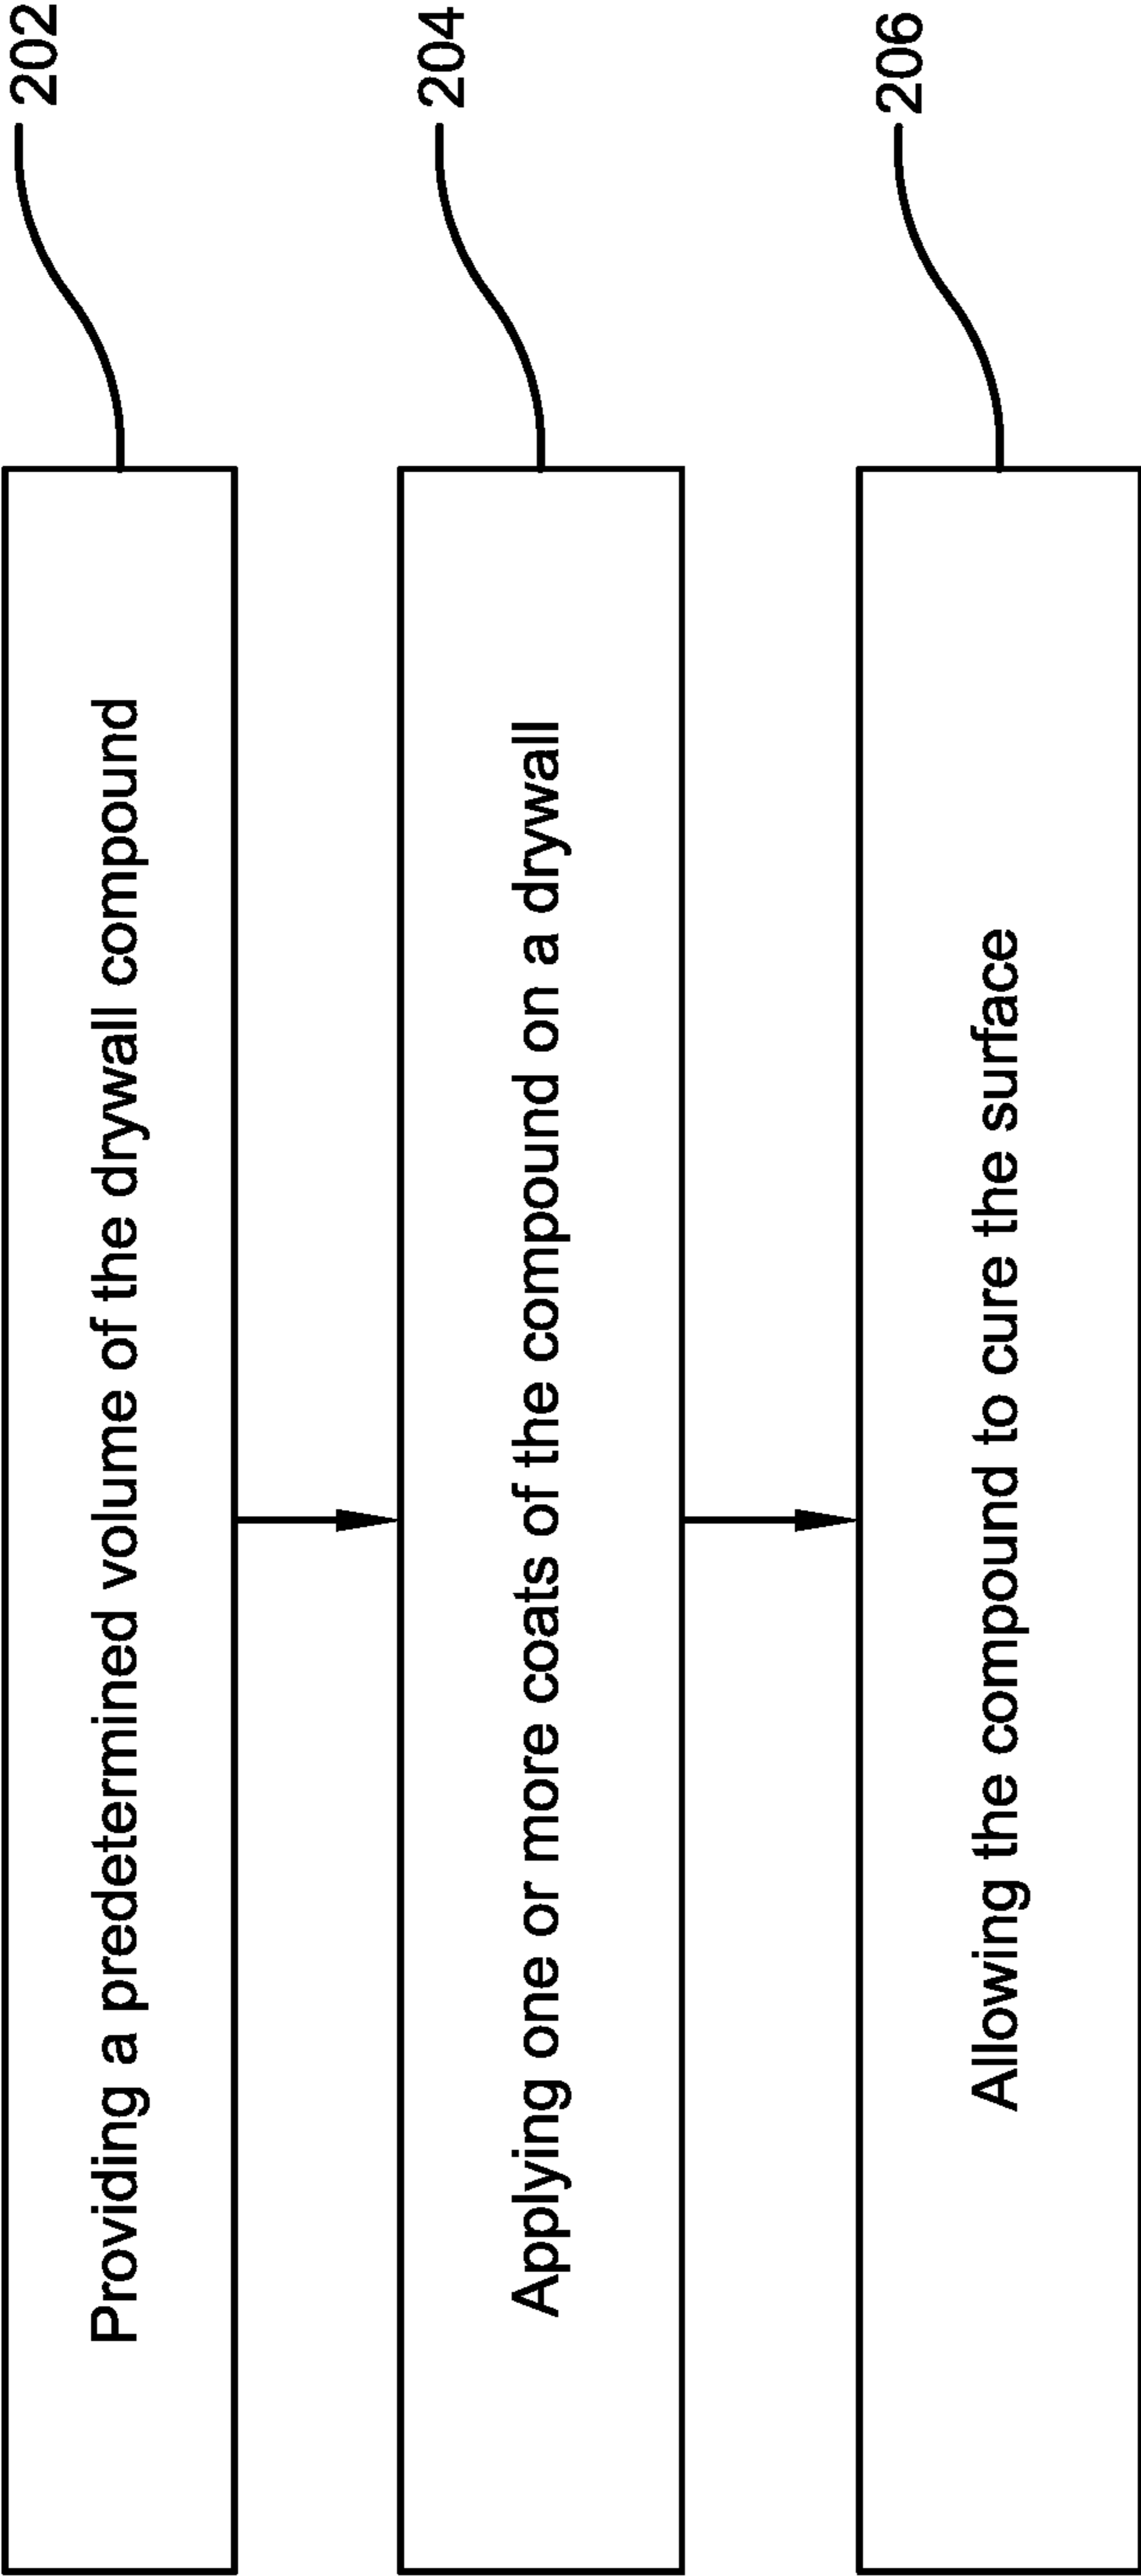 Providing a predetermined volume of the drywall compound
202
Applying one or more coats of the compound on a drywall
204
Allowing the compound to cure the surface
206